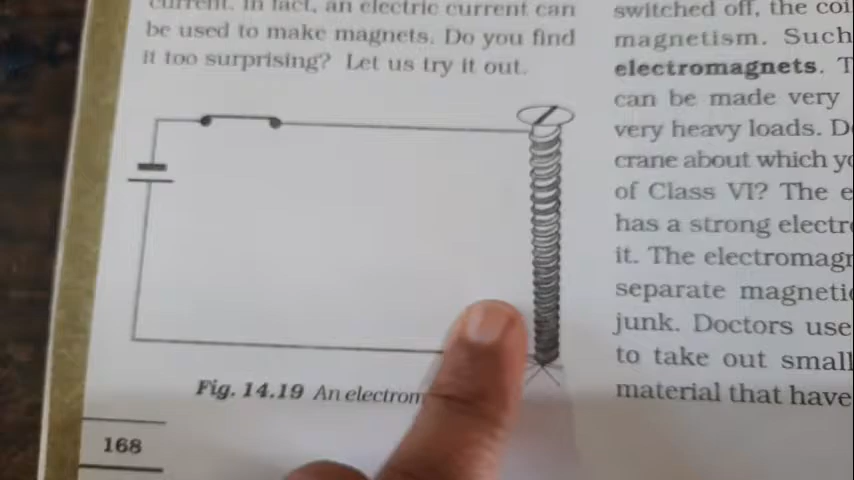 current. In fact, an electric current can
be used to make magnets. Do you find
it too surprising? Let us try it out.
Fig. 14.19 An electrom
168
switched off, the coi
magnetism. Such
electromagnets. T
can be made very
very heavy loads. D
crane about which yo
of Class VI? The e
has a strong electro
it. The electromagn
separate magnetic
junk. Doctors use
to take out small
material that have